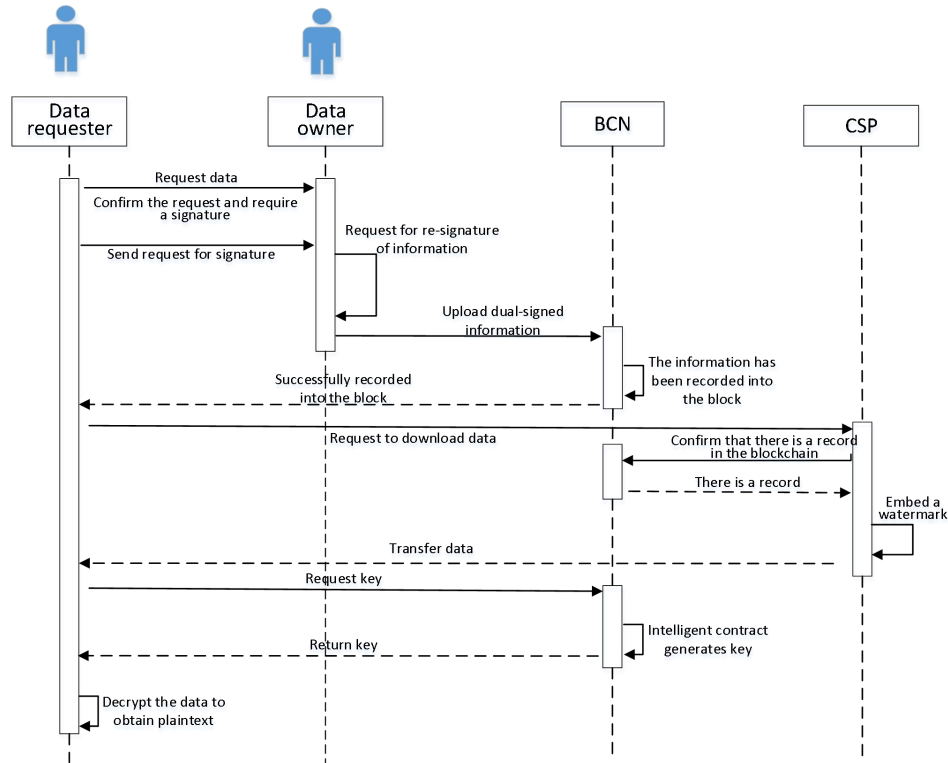 Data
requester
Data
owner
BCN
CSP
Request data
Confirm the request and require
a signature
Send request for signature
Request for re-signature
of information
Upload dual-signed
information
The information has
been recorded into
the block
Successfully recorded
into the block
Request to download data
Confirm that there is a record
in the blockchain
There is a record
Embed a
watermark
Transfer data
Request key
Intelligent contract
generates key
Return key
Decrypt the data to
obtain plaintext